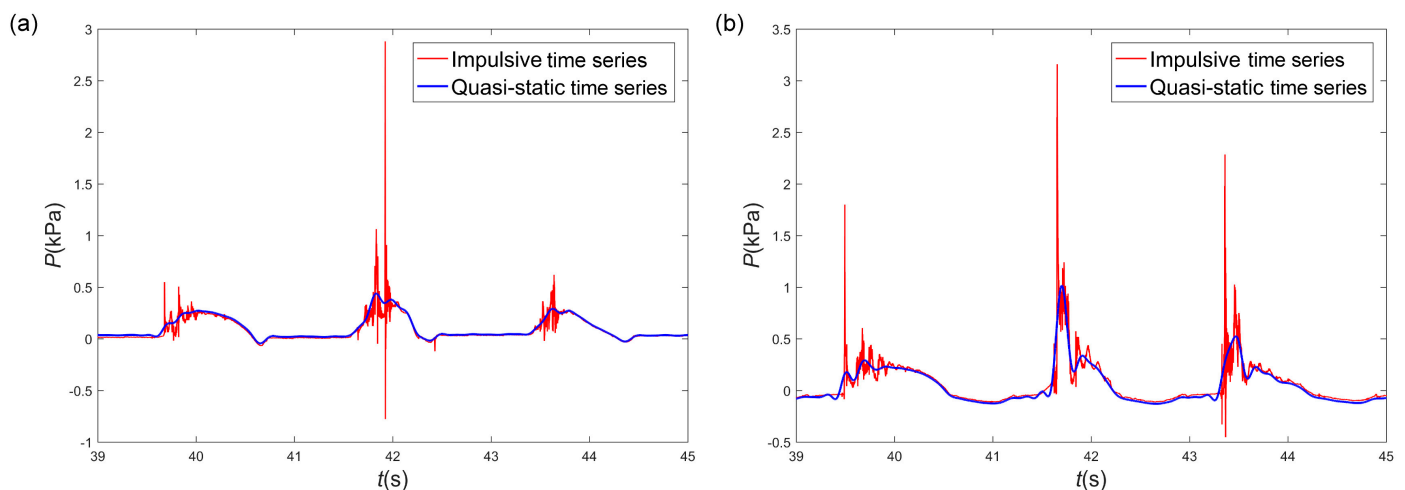 (a)
3
2.5
2
1.5
1
0.5
0
-0.5
-1
P(kPa)
39 40 41 42 43 44 45
t(s)
Impulsive time series
Quasi-static time series
(b)
3.5
3
2.5
2
1.5
1
0.5
0
-0.5
P(kPa)
39 40 41 42 43 44 45
t(s)
Impulsive time series
Quasi-static time series